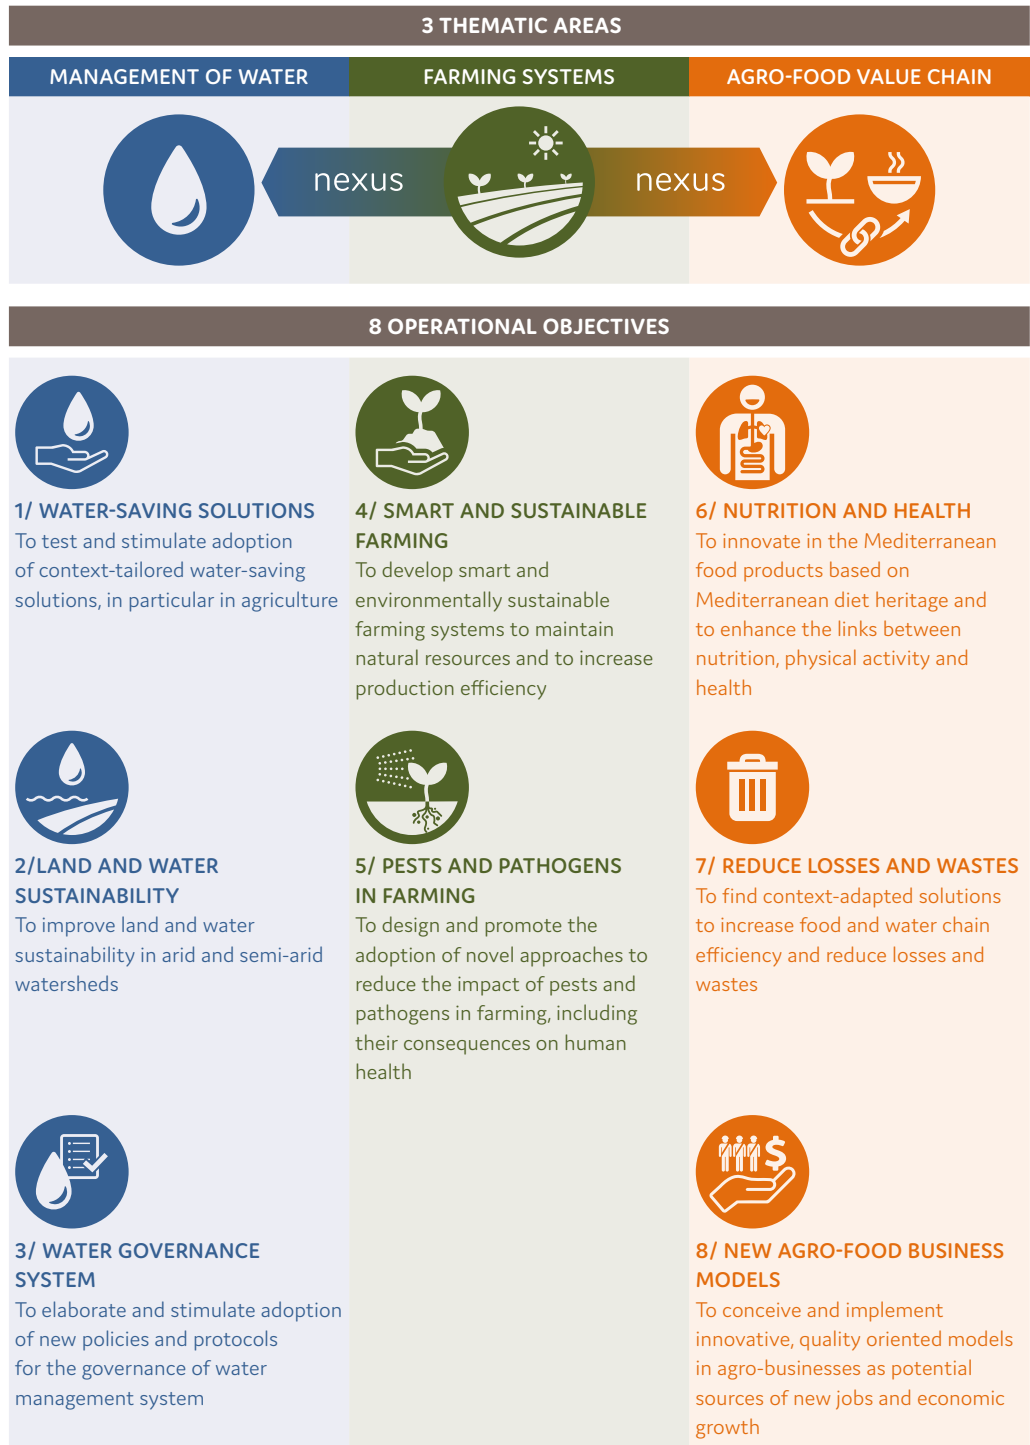 3 THEMATIC AREAS
MANAGEMENT OF WATER
FARMING SYSTEMS
AGRO-FOOD VALUE CHAIN
nexus
nexus
8 OPERATIONAL OBJECTIVES
1/ WATER-SAVING SOLUTIONS
To test and stimulate adoption
of context-tailored water-saving
solutions, in particular in agriculture
2/LAND AND WATER
SUSTAINABILITY
To improve land and water
sustainability in arid and semi-arid
watersheds
3/ WATER GOVERNANCE
SYSTEM
To elaborate and stimulate adoption
of new policies and protocols
for the governance of water
management system
4/ SMART AND SUSTAINABLE
FARMING
To develop smart and
environmentally sustainable
farming systems to maintain
natural resources and to increase
production efficiency
5/ PESTS AND PATHOGENS
IN FARMING
To design and promote the
adoption of novel approaches to
reduce the impact of pests and
pathogens in farming, including
their consequences on human
health
6/ NUTRITION AND HEALTH
To innovate in the Mediterranean
food products based on
Mediterranean diet heritage and
to enhance the links between
nutrition, physical activity and
health
7/ REDUCE LOSSES AND WASTES
To find context-adapted solutions
to increase food and water chain
efficiency and reduce losses and
wastes
$
8/ NEW AGRO-FOOD BUSINESS
MODELS
To conceive and implement
innovative, quality oriented models
in agro-businesses as potential
sources of new jobs and economic
growth